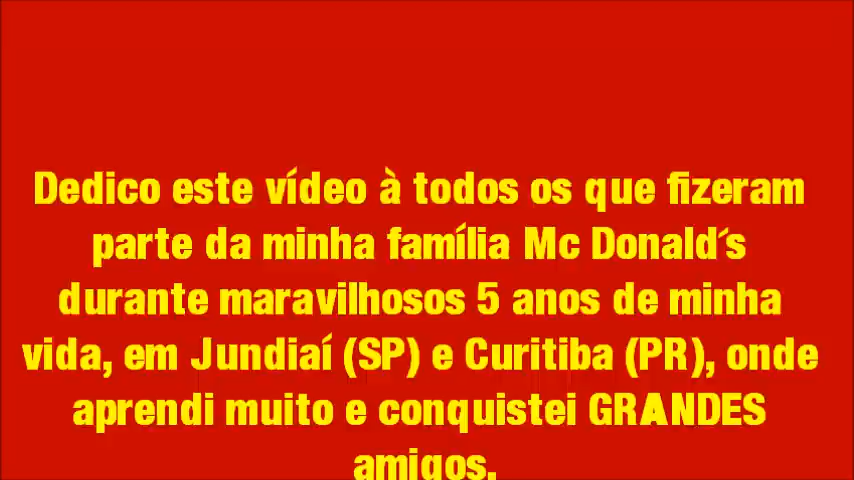 Dedico este vídeo à todos os que fizeram
parte da minha família Mc Donald´s
durante maravilhosos 5 anos de minha
vida, em Jundiaí (SP) e Curitiba (PR), onde
aprendi muito e conquistei GRANDES
amigos.